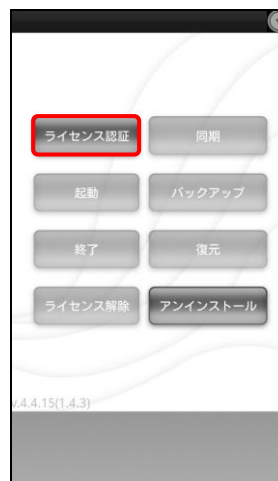 ライセンス認証 同期
起動 バックアップ
終了 復元
ライセンス解除 アンインストール
v.4.4.15(1.4.3)